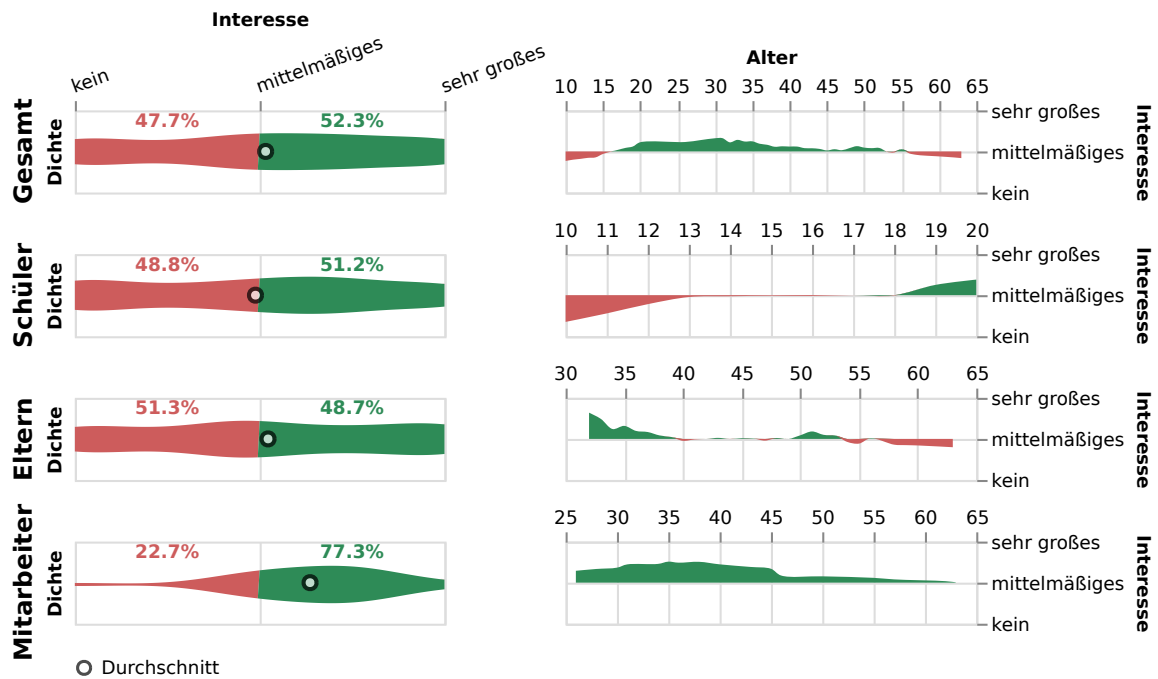 Interesse
kein mittelmäßiges sehr großes
Alter
10 15 20 25 30 35 40 45 50 55 60 65
Gesamt
Dichte
47.7% 52.3%
sehr großes
mittelmäßiges
kein
Interesse
10 11 12 13 14 15 16 17 18 19 20
Schüler
Dichte
48.8% 51.2%
sehr großes
mittelmäßiges
kein
Interesse
30 35 40 45 50 55 60 65
Eltern
Dichte
51.3% 48.7%
sehr großes
mittelmäßiges
kein
Interesse
25 30 35 40 45 50 55 60 65
Mitarbeiter
Dichte
22.7% 77.3%
sehr großes
mittelmäßiges
kein
Interesse
Durchschnitt